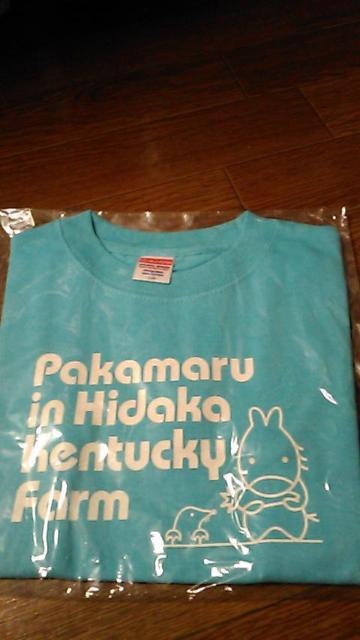 Pakamaru
in Hidaka
Kentucky
Farm